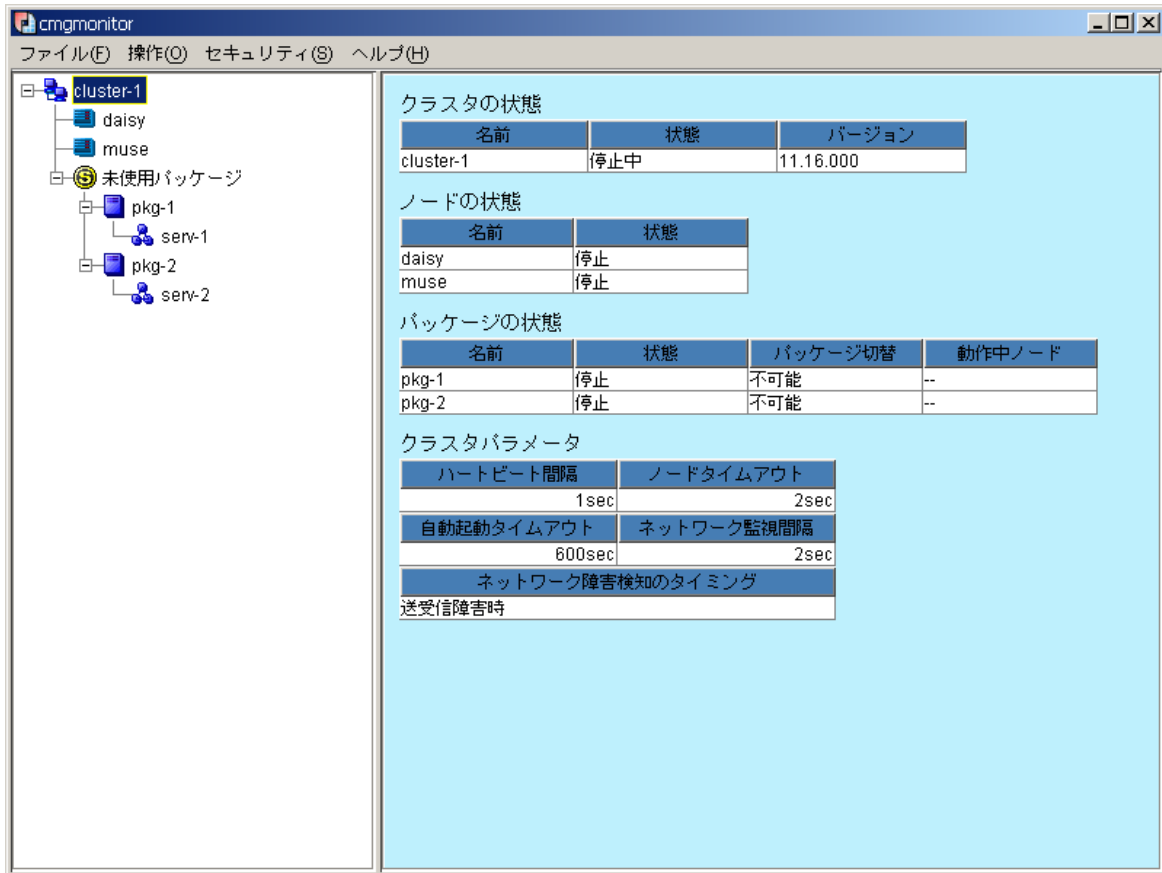 cmgmonitor
ファイル(F) 操作(O) セキュリティ(S) ヘルプ(H)
cluster-1
daisy
muse
未使用パッケージ
pkg-1
serv-1
pkg-2
serv-2
クラスタの状態
名前 状態 バージョン
cluster-1 停止中 11.16.000
ノードの状態
名前 状態
daisy 停止
muse 停止
パッケージの状態
名前 状態 パッケージ切替 動作中ノード
pkg-1 停止 不可能 --
pkg-2 停止 不可能 --
クラスタパラメータ
ハートビート間隔 ノードタイムアウト
1sec 2sec
自動起動タイムアウト ネットワーク監視間隔
600sec 2sec
ネットワーク障害検知のタイミング
送受信障害時